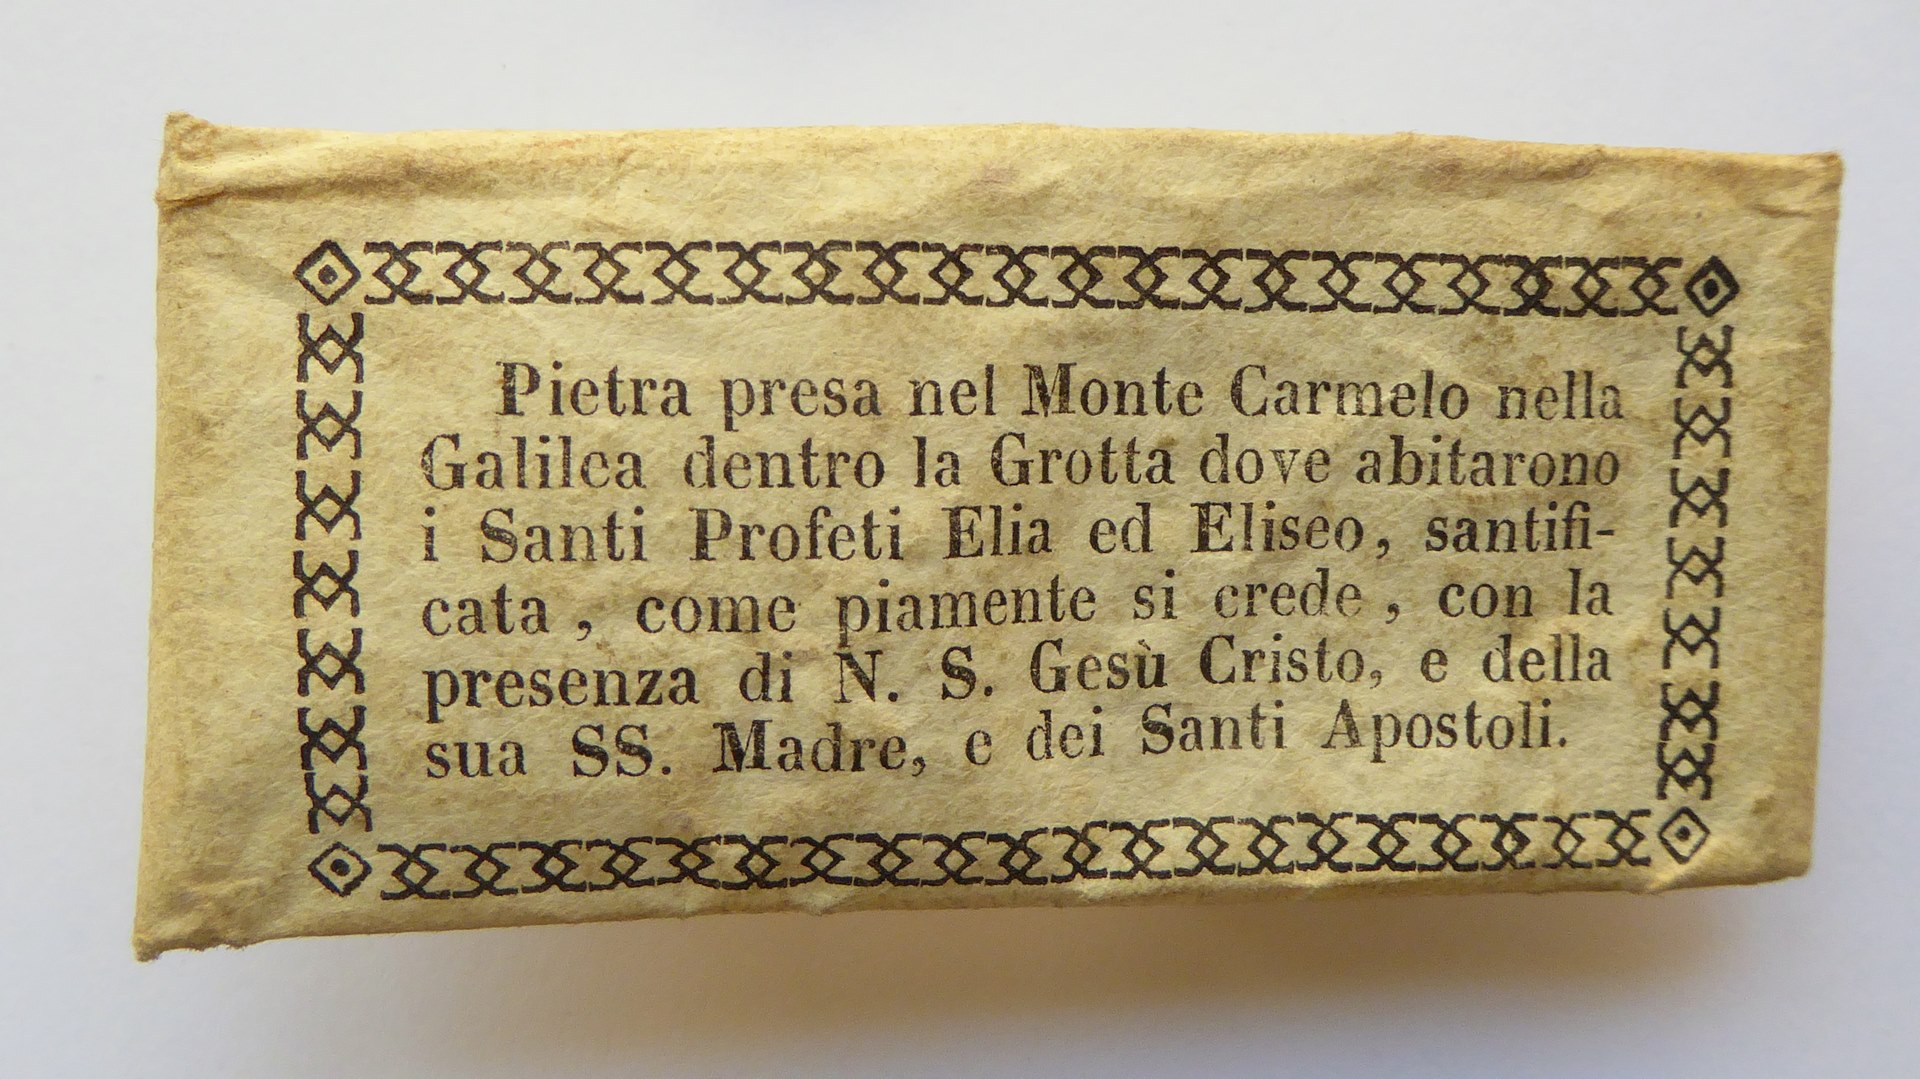 Pietra presa nel Monte Carmelo nella
Galilea dentro la Grotta dove abitarono
i Santi Profeti Elia ed Eliseo, santifi-
cata, come piamente si crede, con la
presenza di N. S. Gesù Cristo, e della
sua SS. Madre, e dei Santi Apostoli.